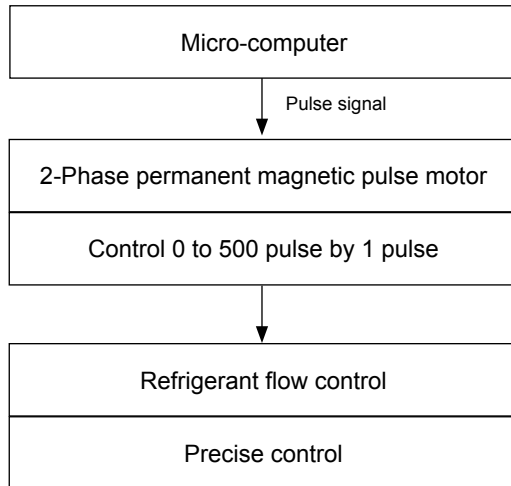 Micro-computer
Pulse signal
2-Phase permanent magnetic pulse motor
Control 0 to 500 pulse by 1 pulse
Refrigerant flow control
Precise control